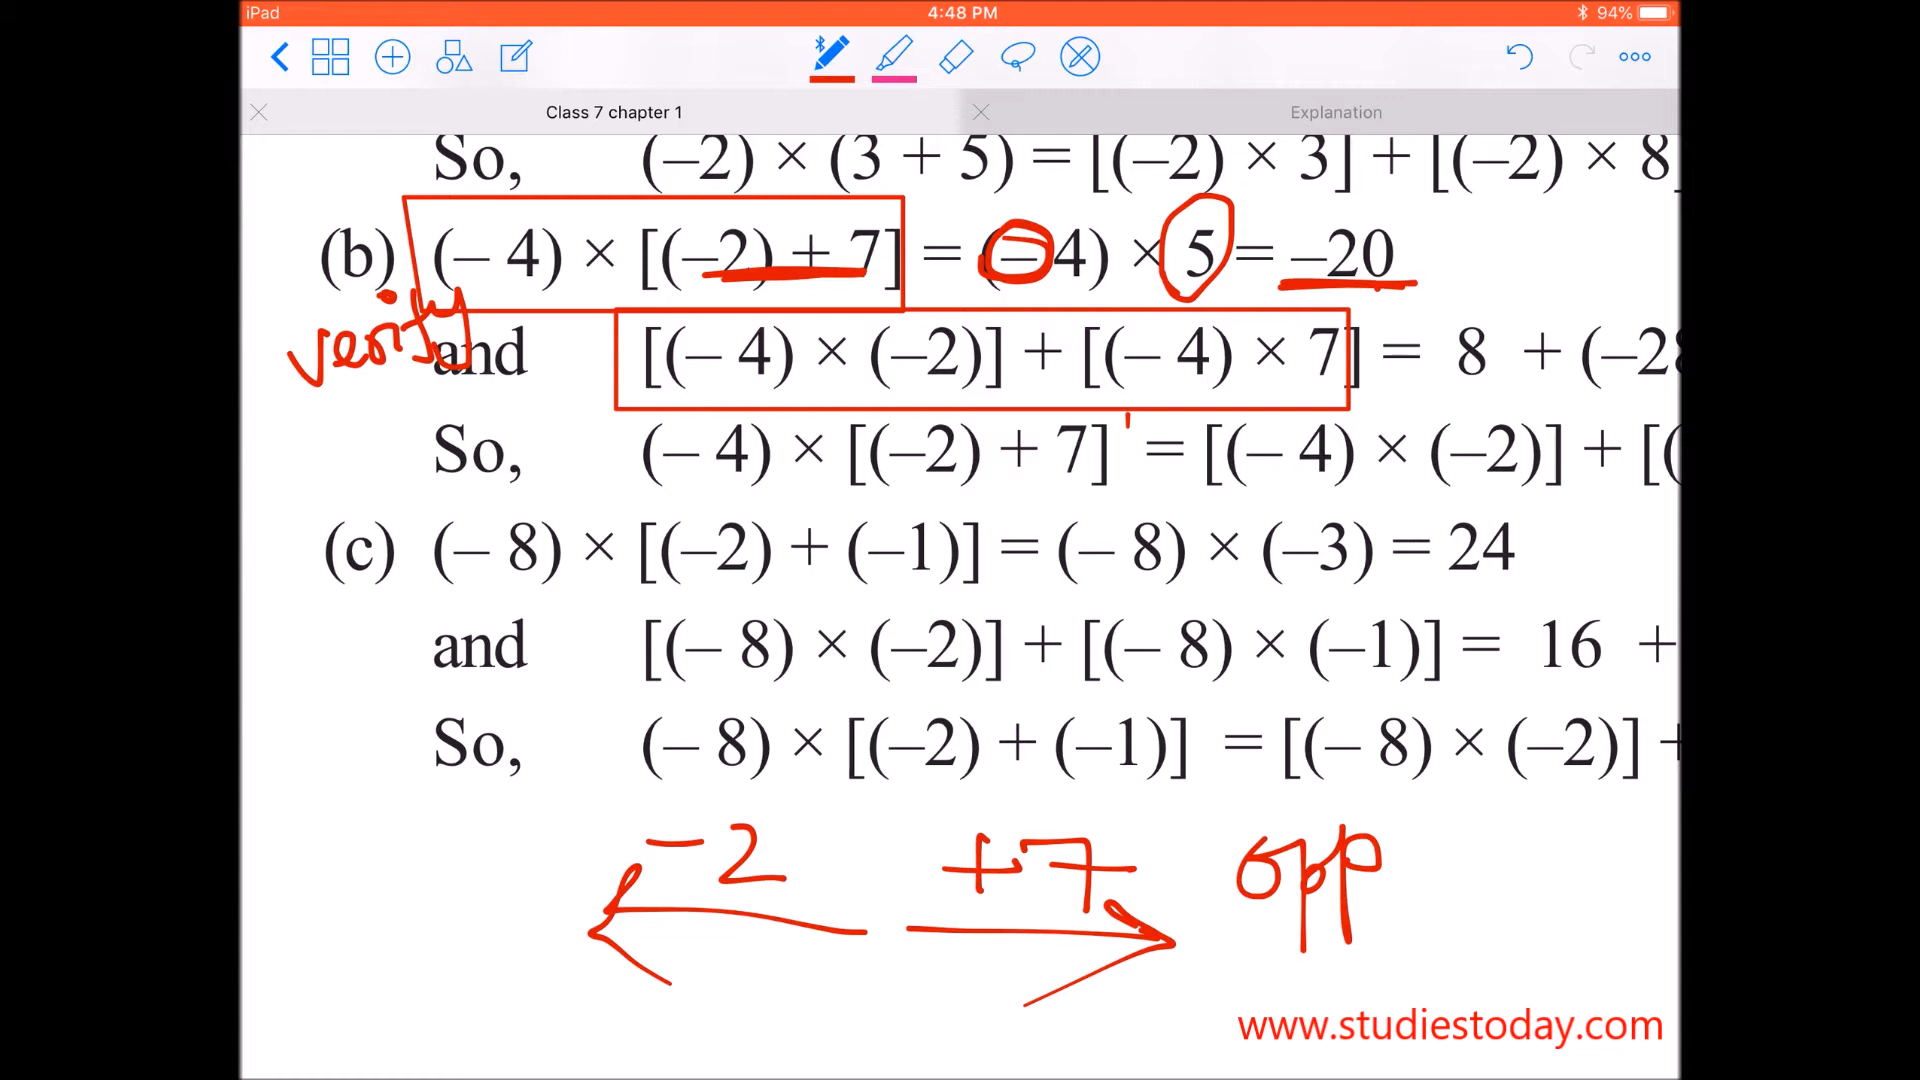 iPad 4:48 PM 94%
Class 7 chapter 1 Explanation
So, (–2) × (3 + 5) = [(–2) × 3] + [(–2) × 8]
(b) (– 4) × [(–2) + 7] = (– 4) × 5 = –20
verify
and [(– 4) × (–2)] + [(– 4) × 7] = 8 + (–28
So, (– 4) × [(–2) + 7] = [(– 4) × (–2)] + [(
(c) (– 8) × [(–2) + (–1)] = (– 8) × (–3) = 24
and [(– 8) × (–2)] + [(– 8) × (–1)] = 16 +
So, (– 8) × [(–2) + (–1)] = [(– 8) × (–2)] +
-2 +7 opp
www.studiestoday.com